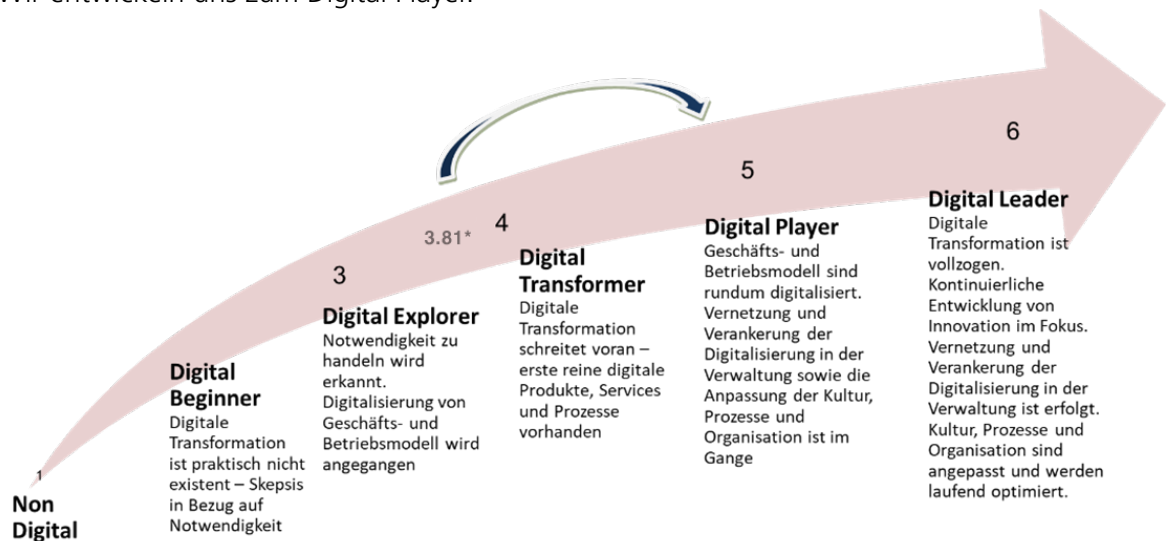 Wir entwickeln uns zum Digital Player.
1
Non
Digital
Digital
Beginner
Digitale
Transformation
ist praktisch nicht
existent – Skepsis
in Bezug auf
Notwendigkeit
3
Digital Explorer
Notwendigkeit zu
handeln wird
erkannt.
Digitalisierung von
Geschäfts- und
Betriebsmodell wird
angegangen
3.81*
4
Digital
Transformer
Digitale
Transformation
schreitet voran –
erste reine digitale
Produkte, Services
und Prozesse
vorhanden
5
Digital Player
Geschäfts- und
Betriebsmodell sind
rundum digitalisiert.
Vernetzung und
Verankerung der
Digitalisierung in der
Verwaltung sowie die
Anpassung der Kultur,
Prozesse und
Organisation ist im
Gange
6
Digital Leader
Digitale
Transformation ist
vollzogen.
Kontinuierliche
Entwicklung von
Innovation im Fokus.
Vernetzung und
Verankerung der
Digitalisierung in der
Verwaltung ist erfolgt.
Kultur, Prozesse und
Organisation sind
angepasst und werden
laufend optimiert.